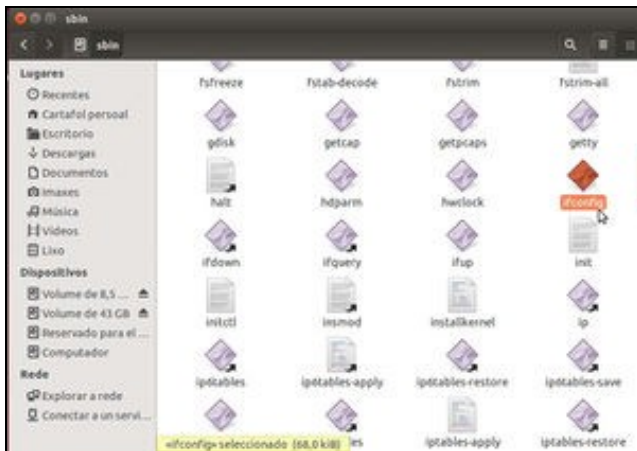 sbin
sbin
Lugares
Recentes
Cartafol persoal
Escritorio
Descargas
Documentos
Imaxes
Música
Vídeos
Lixo
Dispositivos
Volume de 8,5 ...
Volume de 43 GB
Reservado para el ...
Computador
Rede
Explorar a rede
Conectar a un servi...
fsfreeze fstab-decode fstrim fstrim-all
gdisk getcap getpcaps getty
halt hdparm hwclock ifconfig
ifdown ifquery ifup init
initctl insmod installkernel ip
ip6tables ip6tables-apply ip6tables-restore ip6tables-save
iptables-apply iptables-restore
«ifconfig» seleccionado (68,0 kiB)